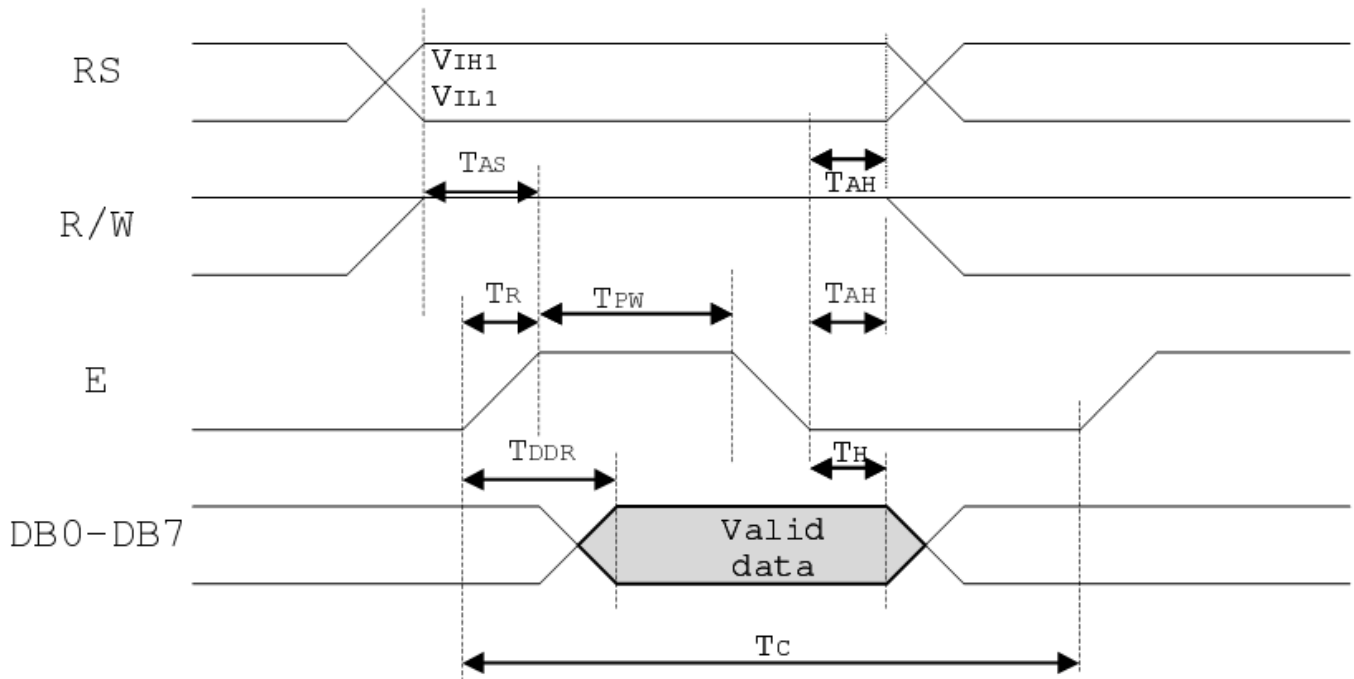 RS
VIH1
VIL1
TAS
TAH
R/W
TR
TPW
TAH
E
TDDR
TH
DB0-DB7
Valid
data
TC